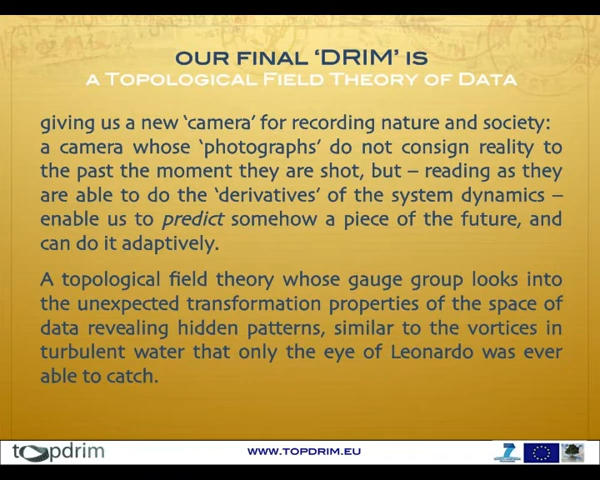 OUR FINAL ‘DRIM’ IS
A TOPOLOGICAL FIELD THEORY OF DATA
giving us a new ‘camera’ for recording nature and society:
a camera whose ‘photographs’ do not consign reality to
the past the moment they are shot, but – reading as they
are able to do the ‘derivatives’ of the system dynamics –
enable us to predict somehow a piece of the future, and
can do it adaptively.
A topological field theory whose gauge group looks into
the unexpected transformation properties of the space of
data revealing hidden patterns, similar to the vortices in
turbulent water that only the eye of Leonardo was ever
able to catch.
topdrim
WWW.TOPDRIM.EU
7